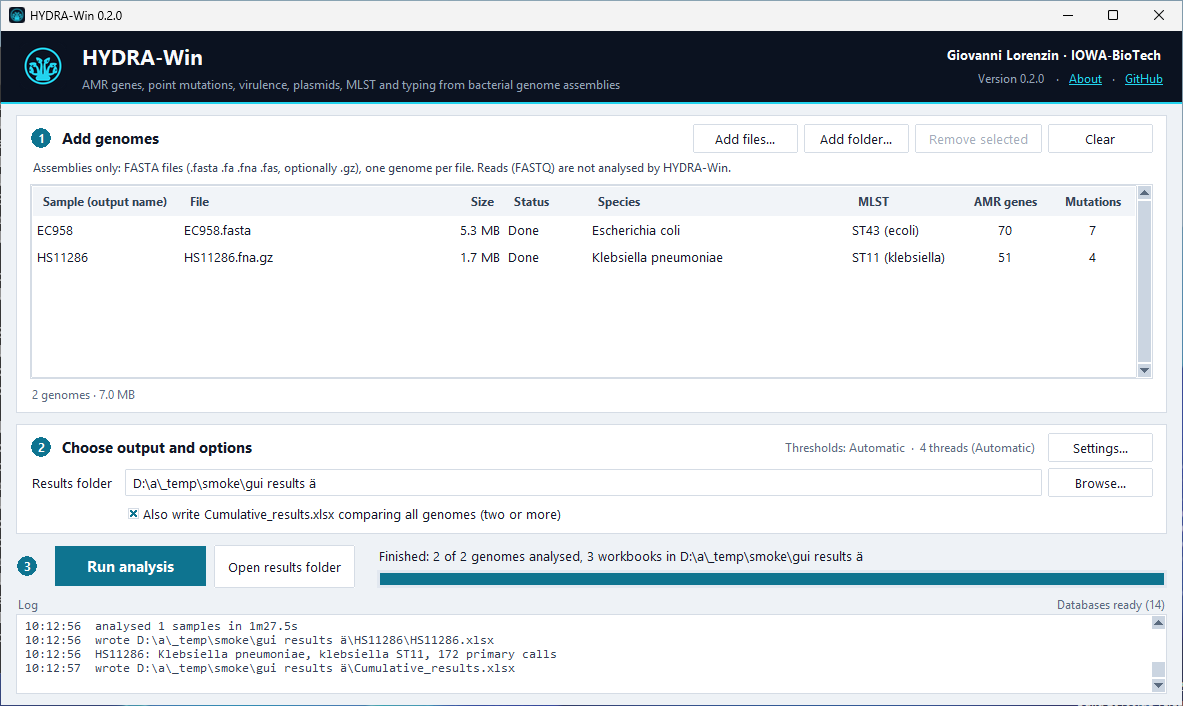 HYDRA-Win 0.2.0
HYDRA-Win
AMR genes, point mutations, virulence, plasmids, MLST and typing from bacterial genome assemblies
Giovanni Lorenzin · IOWA-BioTech
Version 0.2.0 · About · GitHub
1 Add genomes
Add files... Add folder... Remove selected Clear
Assemblies only: FASTA files (.fasta .fa .fna .fas, optionally .gz), one genome per file. Reads (FASTQ) are not analysed by HYDRA-Win.
Sample (output name) File Size Status Species MLST AMR genes Mutations
EC958 EC958.fasta 5.3 MB Done Escherichia coli ST43 (ecoli) 70 7
HS11286 HS11286.fna.gz 1.7 MB Done Klebsiella pneumoniae ST11 (klebsiella) 51 4
2 genomes · 7.0 MB
2 Choose output and options
Thresholds: Automatic · 4 threads (Automatic) Settings...
Results folder D:\a\_temp\smoke\gui results ä Browse...
Also write Cumulative_results.xlsx comparing all genomes (two or more)
3 Run analysis Open results folder
Finished: 2 of 2 genomes analysed, 3 workbooks in D:\a\_temp\smoke\gui results ä
Log Databases ready (14)
10:12:56 analysed 1 samples in 1m27.5s
10:12:56 wrote D:\a\_temp\smoke\gui results ä\HS11286\HS11286.xlsx
10:12:56 HS11286: Klebsiella pneumoniae, klebsiella ST11, 172 primary calls
10:12:57 wrote D:\a\_temp\smoke\gui results ä\Cumulative_results.xlsx